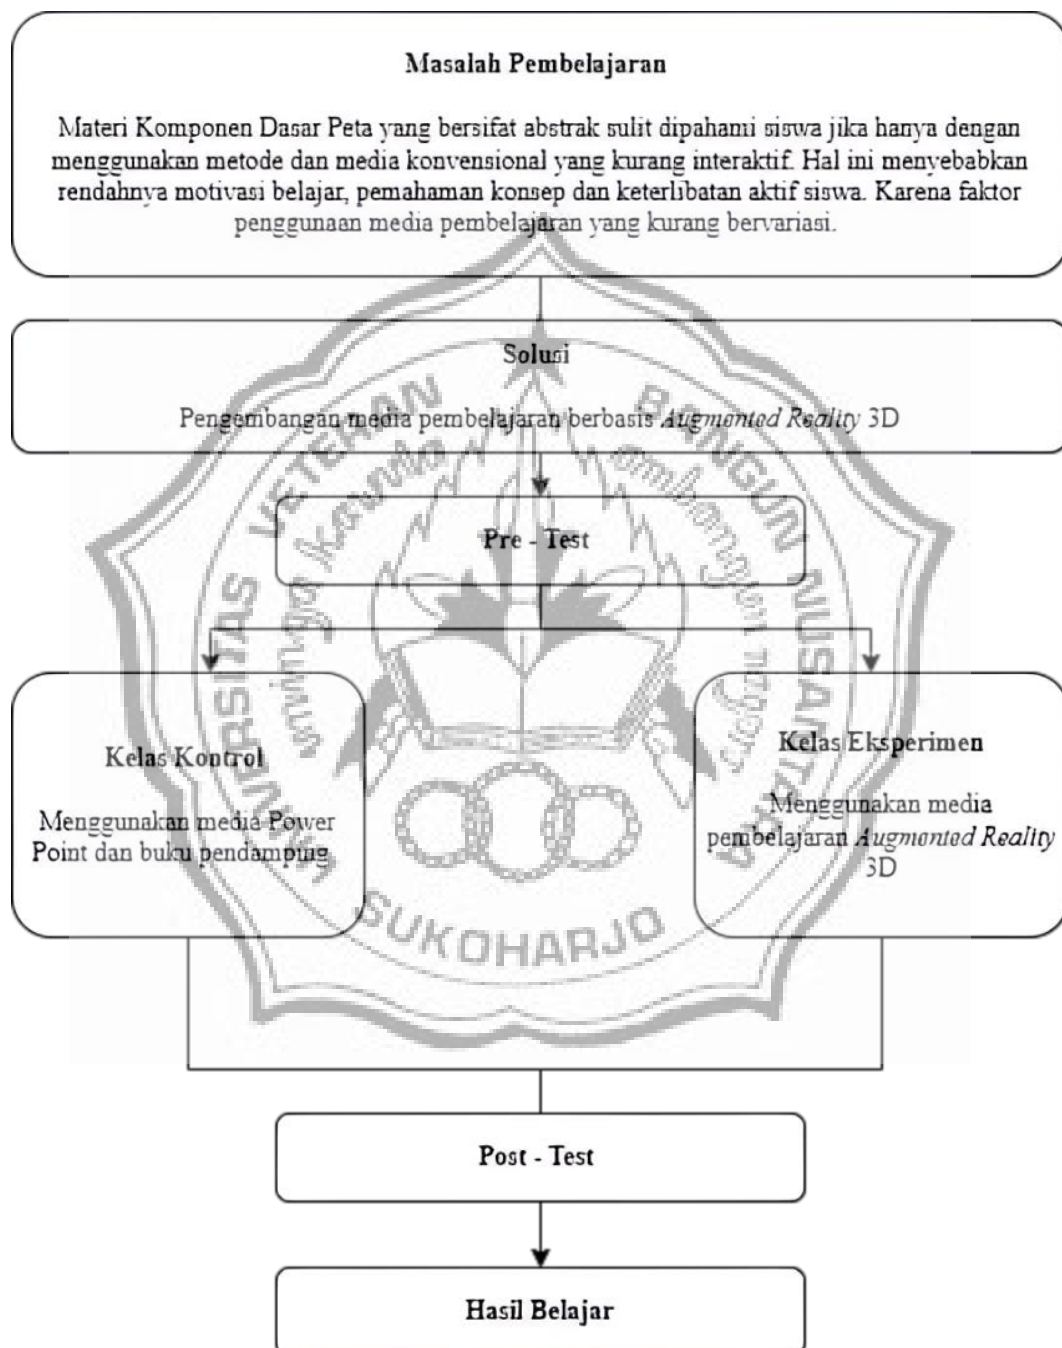 Masalah Pembelajaran
Materi Komponen Dasar Peta yang bersifat abstrak sulit dipahami siswa jika hanya dengan
menggunakan metode dan media konvensional yang kurang interaktif. Hal ini menyebabkan
rendahnya motivasi belajar, pemahaman konsep dan keterlibatan aktif siswa. Karena faktor
penggunaan media pembelajaran yang kurang bervariasi.
Solusi
Pengembangan media pembelajaran berbasis Augmented Reality 3D
Pre - Test
Kelas Kontrol
Menggunakan media Power
Point dan buku pendamping
Kelas Eksperimen
Menggunakan media
pembelajaran Augmented Reality
3D
Post - Test
Hasil Belajar
UNIVERSITAS VETERAN BANGUN NUSANTARA
SUKOHARJO